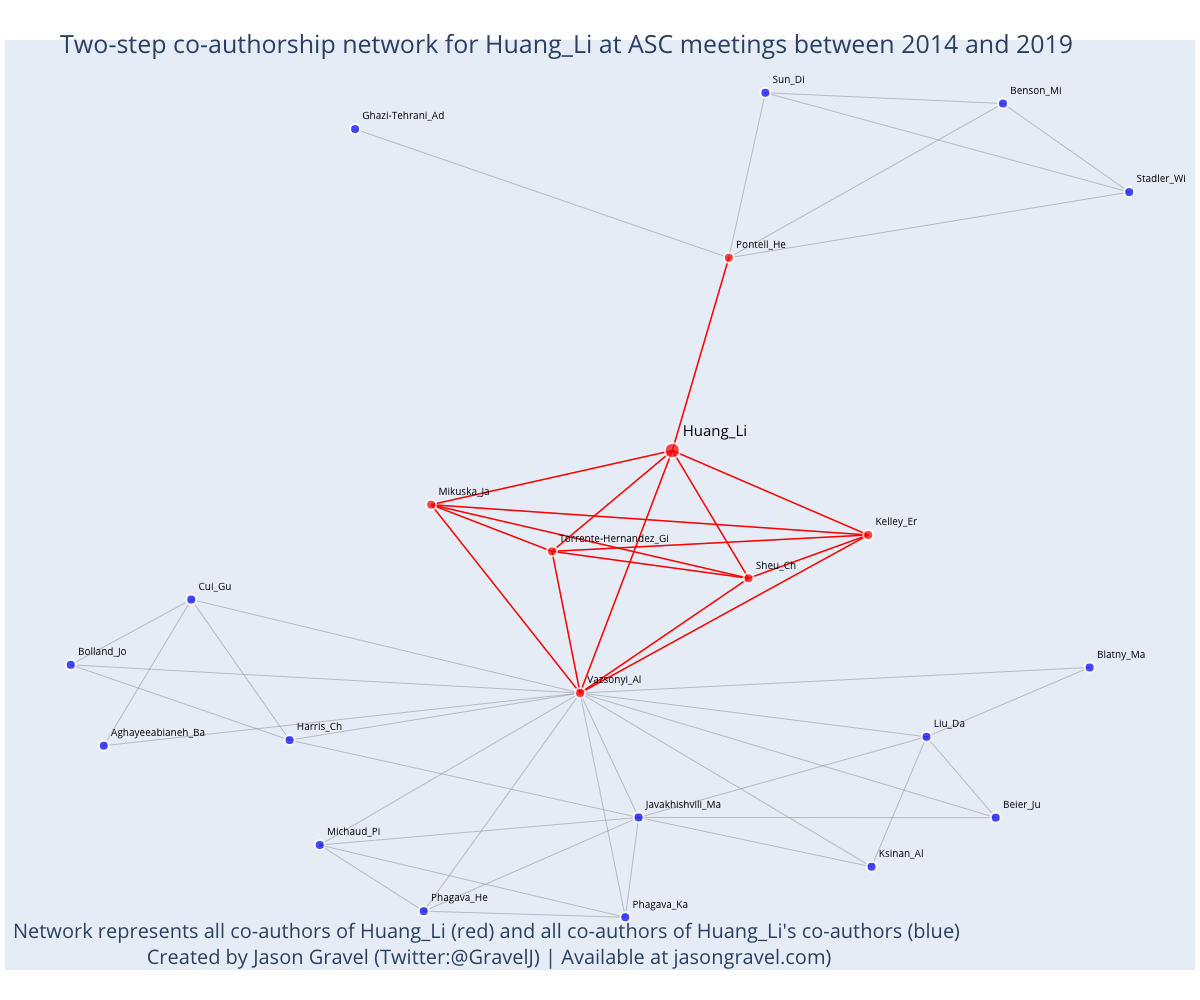 Two-step co-authorship network for Huang_Li at ASC meetings between 2014 and 2019
Sun_Di
Benson_Mi
Ghazi-Tehrani_Ad
Stadler_Wi
Pontell_He
Huang_Li
Mikuska_Ja
Kelley_Er
Torrente-Hernandez_Gi
Sheu_Ch
Cui_Gu
Bolland_Jo
Blatny_Ma
Vazsonyi_Al
Liu_Da
Harris_Ch
Aghayeeabianeh_Ba
Javakhishvili_Ma
Beier_Ju
Michaud_Pi
Ksinan_Al
Phagava_He
Phagava_Ka
Network represents all co-authors of Huang_Li (red) and all co-authors of Huang_Li's co-authors (blue)
Created by Jason Gravel (Twitter:@GravelJ) | Available at jasongravel.com)